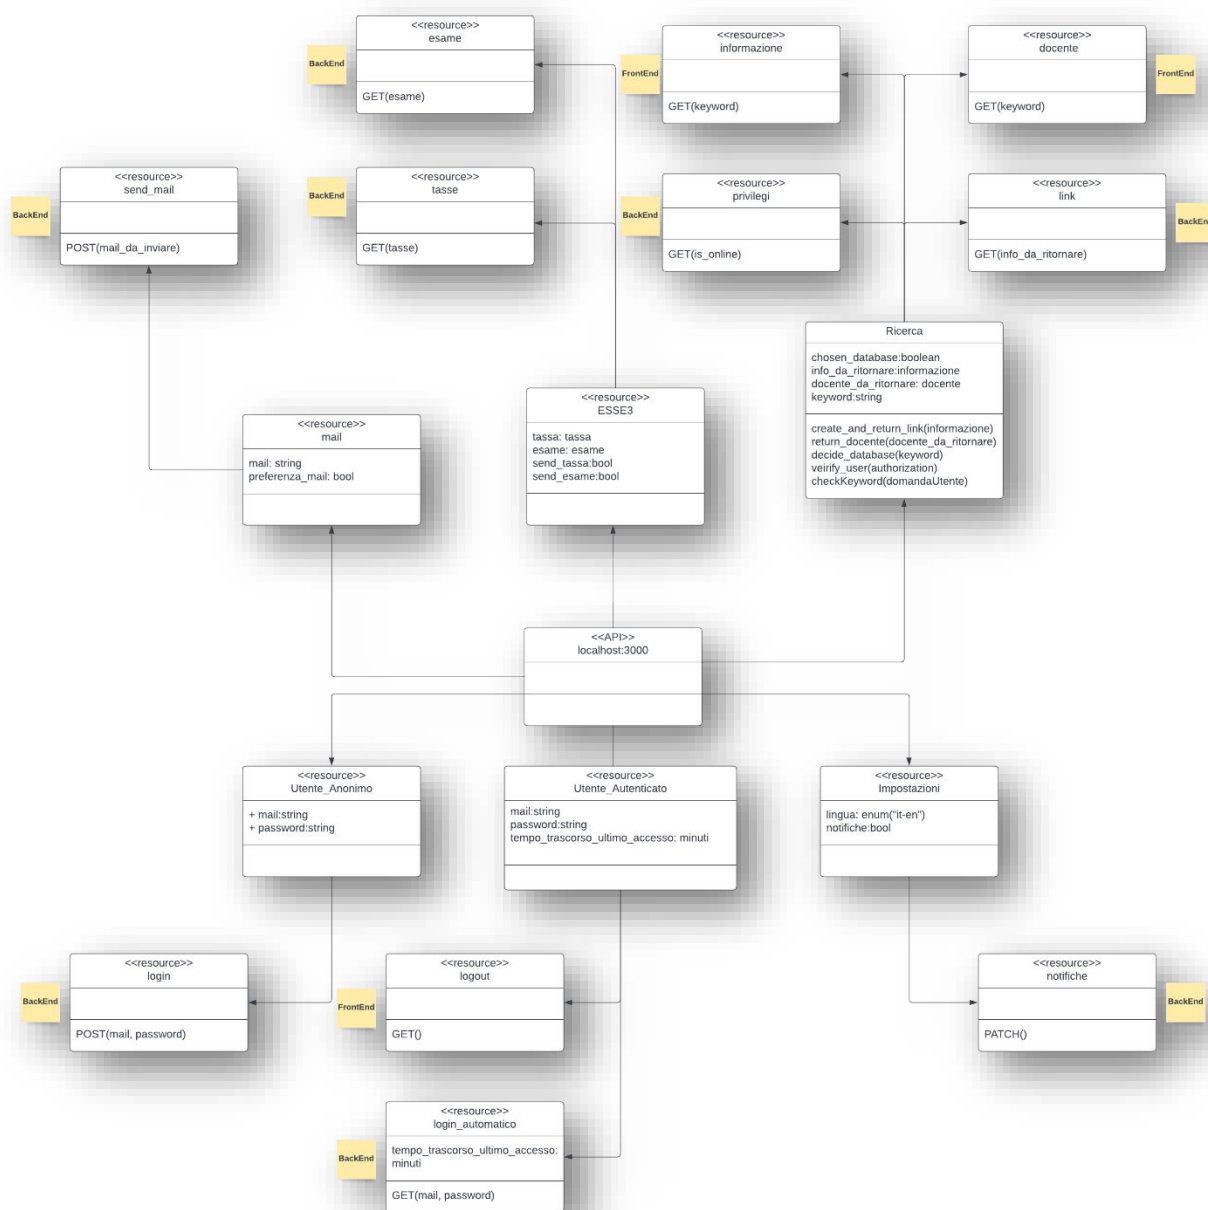 <<resource>>
esame
BackEnd
GET(esame)
<<resource>>
informazione
FrontEnd
GET(keyword)
<<resource>>
docente
FrontEnd
GET(keyword)
<<resource>>
send_mail
BackEnd
POST(mail_da_inviare)
<<resource>>
tasse
BackEnd
GET(tasse)
<<resource>>
privilegi
BackEnd
GET(is_online)
<<resource>>
link
BackEnd
GET(info_da_ritornare)
Ricerca
chosen_database:boolean
info_da_ritornare:informazione
docente_da_ritornare: docente
keyword:string
create_and_return_link(informazione)
return_docente(docente_da_ritornare)
decide_database(keyword)
veirify_user(authorization)
checkKeyword(domandaUtente)
<<resource>>
ESSE3
tassa: tassa
esame: esame
send_tassa:bool
send_esame:bool
<<resource>>
mail
mail: string
preferenza_mail: bool
<<API>>
localhost:3000
<<resource>>
Utente_Anonimo
+ mail:string
+ password:string
<<resource>>
Utente_Autenticato
mail:string
password:string
tempo_trascorso_ultimo_accesso: minuti
<<resource>>
Impostazioni
lingua: enum("it-en")
notifiche:bool
<<resource>>
login
BackEnd
POST(mail, password)
<<resource>>
logout
FrontEnd
GET()
<<resource>>
notifiche
BackEnd
PATCH()
<<resource>>
login_automatico
tempo_trascorso_ultimo_accesso:
minuti
BackEnd
GET(mail, password)